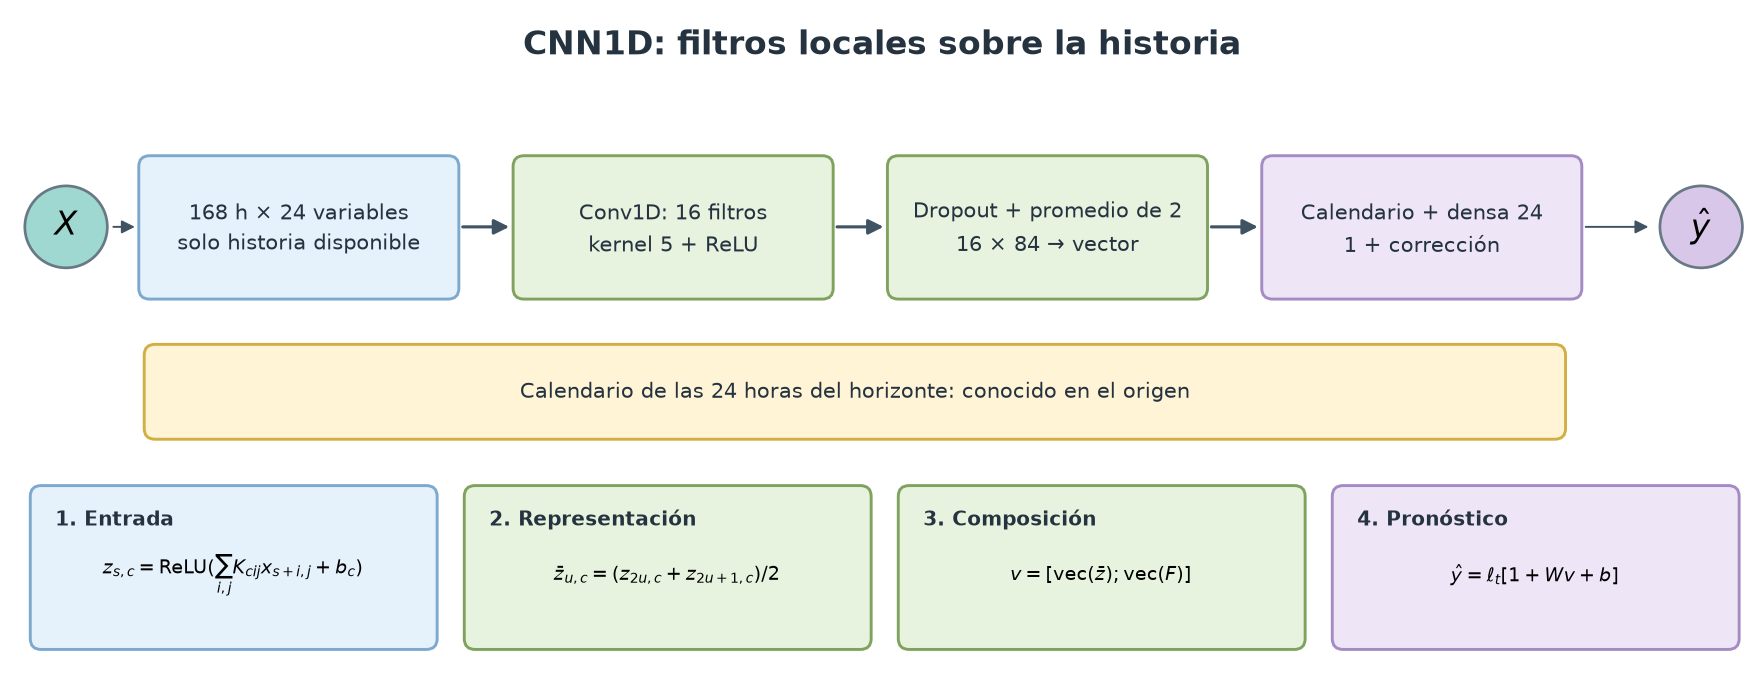 CNN1D: filtros locales sobre la historia
X
168 h × 24 variables
solo historia disponible
Conv1D: 16 filtros
kernel 5 + ReLU
Dropout + promedio de 2
16 × 84 → vector
Calendario + densa 24
1 + corrección
ŷ
Calendario de las 24 horas del horizonte: conocido en el origen
1. Entrada
z_{s,c} = ReLU(∑_{i,j} K_{cij}x_{s+i,j} + b_c)
2. Representación
z̄_{u,c} = (z_{2u,c} + z_{2u+1,c})/2
3. Composición
v = [vec(z̄); vec(F)]
4. Pronóstico
ŷ = ℓ_t[1 + Wv + b]